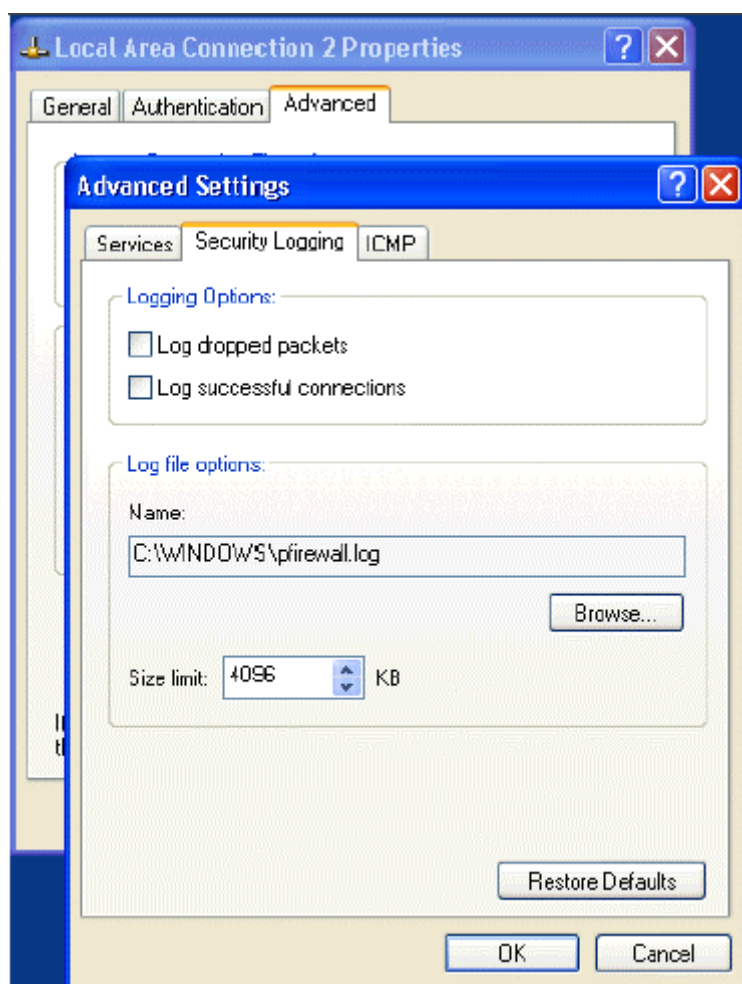 Local Area Connection 2 Properties
General Authentication Advanced
Advanced Settings
Services Security Logging ICMP
Logging Options:
Log dropped packets
Log successful connections
Log file options:
Name:
C:\WINDOWS\pfirewall.log
Browse...
Size limit: 4096 KB
Restore Defaults
OK Cancel